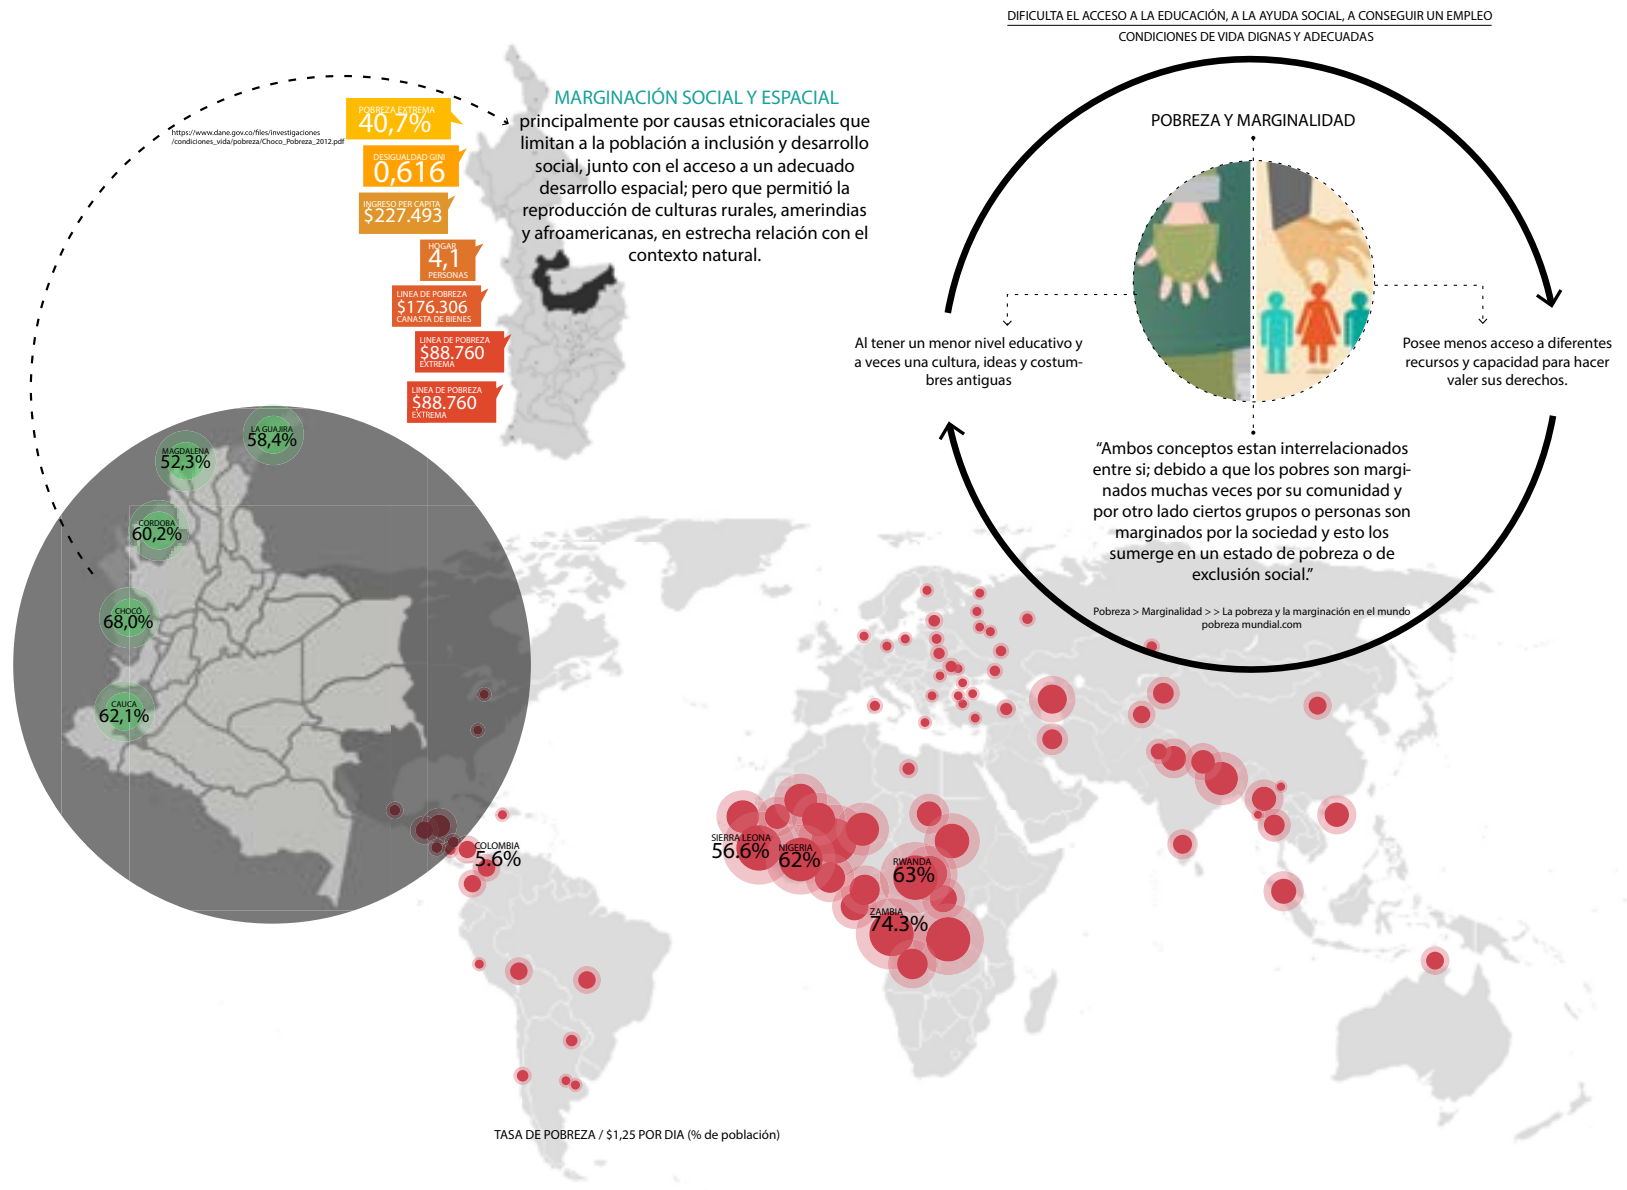 DIFICULTA EL ACCESO A LA EDUCACIÓN, A LA AYUDA SOCIAL, A CONSEGUIR UN EMPLEO
CONDICIONES DE VIDA DIGNAS Y ADECUADAS
MARGINACIÓN SOCIAL Y ESPACIAL
principalmente por causas etnicoraciales que
limitan a la población a inclusión y desarrollo
social, junto con el acceso a un adecuado
desarrollo espacial; pero que permitió la
reproducción de culturas rurales, amerindias
y afroamericanas, en estrecha relación con el
contexto natural.
https://www.dane.gov.co/files/investigaciones
/condiciones_vida/pobreza/Choco_Pobreza_2012.pdf
POBREZA EXTREMA
40,7%
DESIGUALDAD GINI
0,616
INGRESO PER CAPITA
$227.493
HOGAR
4,1
PERSONAS
LINEA DE POBREZA
$176.306
CANASTA DE BIENES
LINEA DE POBREZA
$88.760
EXTREMA
LINEA DE POBREZA
$88.760
EXTREMA
POBREZA Y MARGINALIDAD
Al tener un menor nivel educativo y
a veces una cultura, ideas y costum-
bres antiguas
Posee menos acceso a diferentes
recursos y capacidad para hacer
valer sus derechos.
“Ambos conceptos estan interrelacionados
entre si; debido a que los pobres son margi-
nados muchas veces por su comunidad y
por otro lado ciertos grupos o personas son
marginados por la sociedad y esto los
sumerge en un estado de pobreza o de
exclusión social.”
Pobreza > Marginalidad > > La pobreza y la marginación en el mundo
pobreza mundial.com
LA GUAJIRA
58,4%
MAGDALENA
52,3%
CORDOBA
60,2%
CHOCÓ
68,0%
CAUCA
62,1%
COLOMBIA
5.6%
SIERRA LEONA
56.6%
NIGERIA
62%
RWANDA
63%
ZAMBIA
74.3%
TASA DE POBREZA / $1,25 POR DIA (% de población)